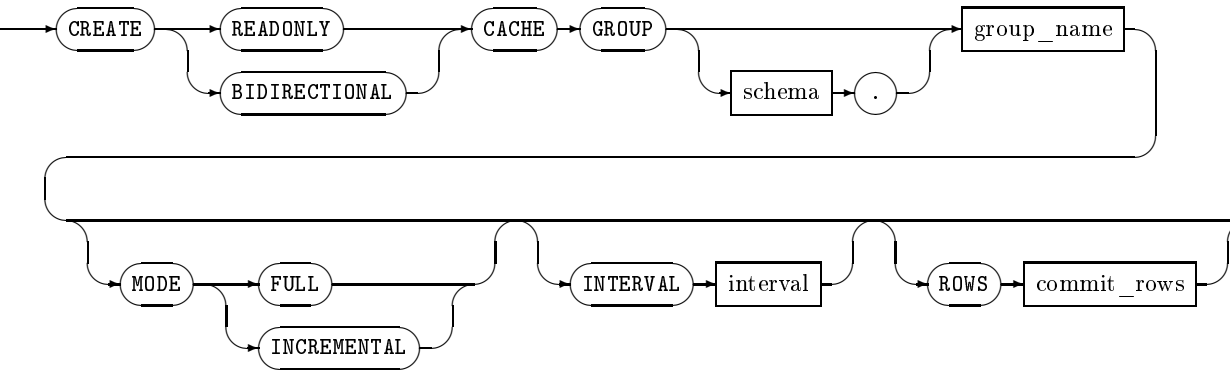 CREATE READONLY CACHE GROUP group_name
BIDIRECTIONAL schema .
MODE FULL INTERVAL interval ROWS commit_rows
INCREMENTAL